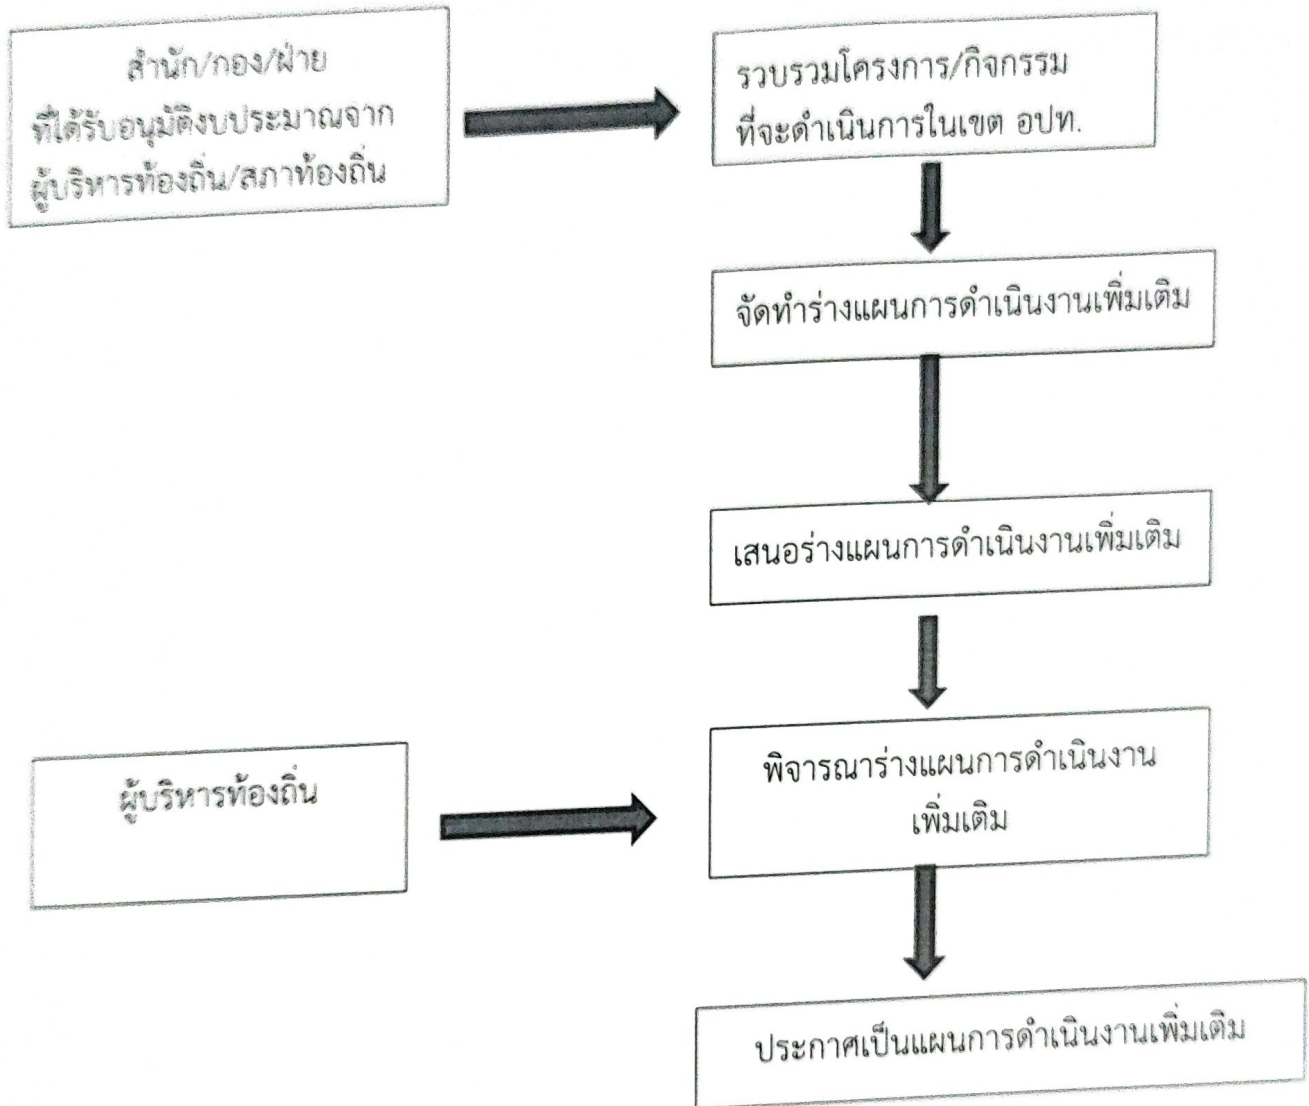 สำนัก/กอง/ฝ่าย
ที่ได้รับอนุมัติงบประมาณจาก
ผู้บริหารท้องถิ่น/สภาท้องถิ่น
รวบรวมโครงการ/กิจกรรม
ที่จะดำเนินการในเขต อปท.
จัดทำร่างแผนการดำเนินงานเพิ่มเติม
เสนอร่างแผนการดำเนินงานเพิ่มเติม
ผู้บริหารท้องถิ่น
พิจารณาร่างแผนการดำเนินงาน
เพิ่มเติม
ประกาศเป็นแผนการดำเนินงานเพิ่มเติม